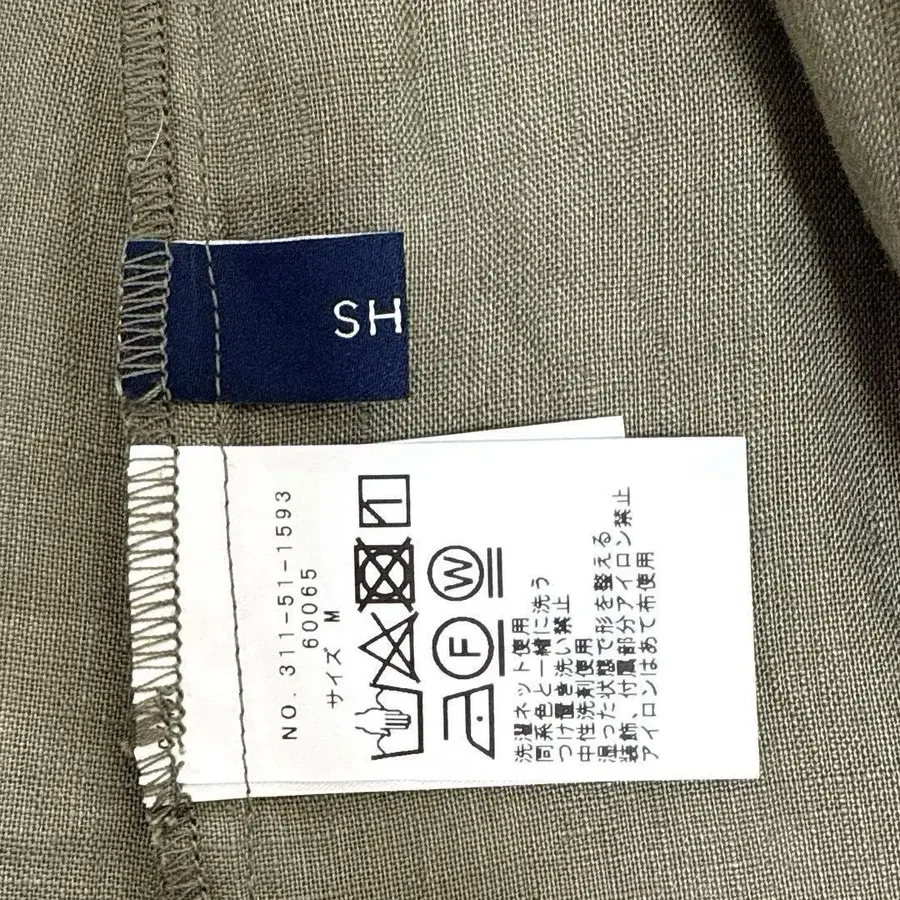 SH
NO. 311-51-1593
60065
サイズ M
W
F
洗濯ネット使用
同系色と一緒に洗う
つけ置き洗い禁止
中性洗剤使用
湿った状態で形を整える
装飾、付属部分アイロン禁止
アイロンはあて布使用